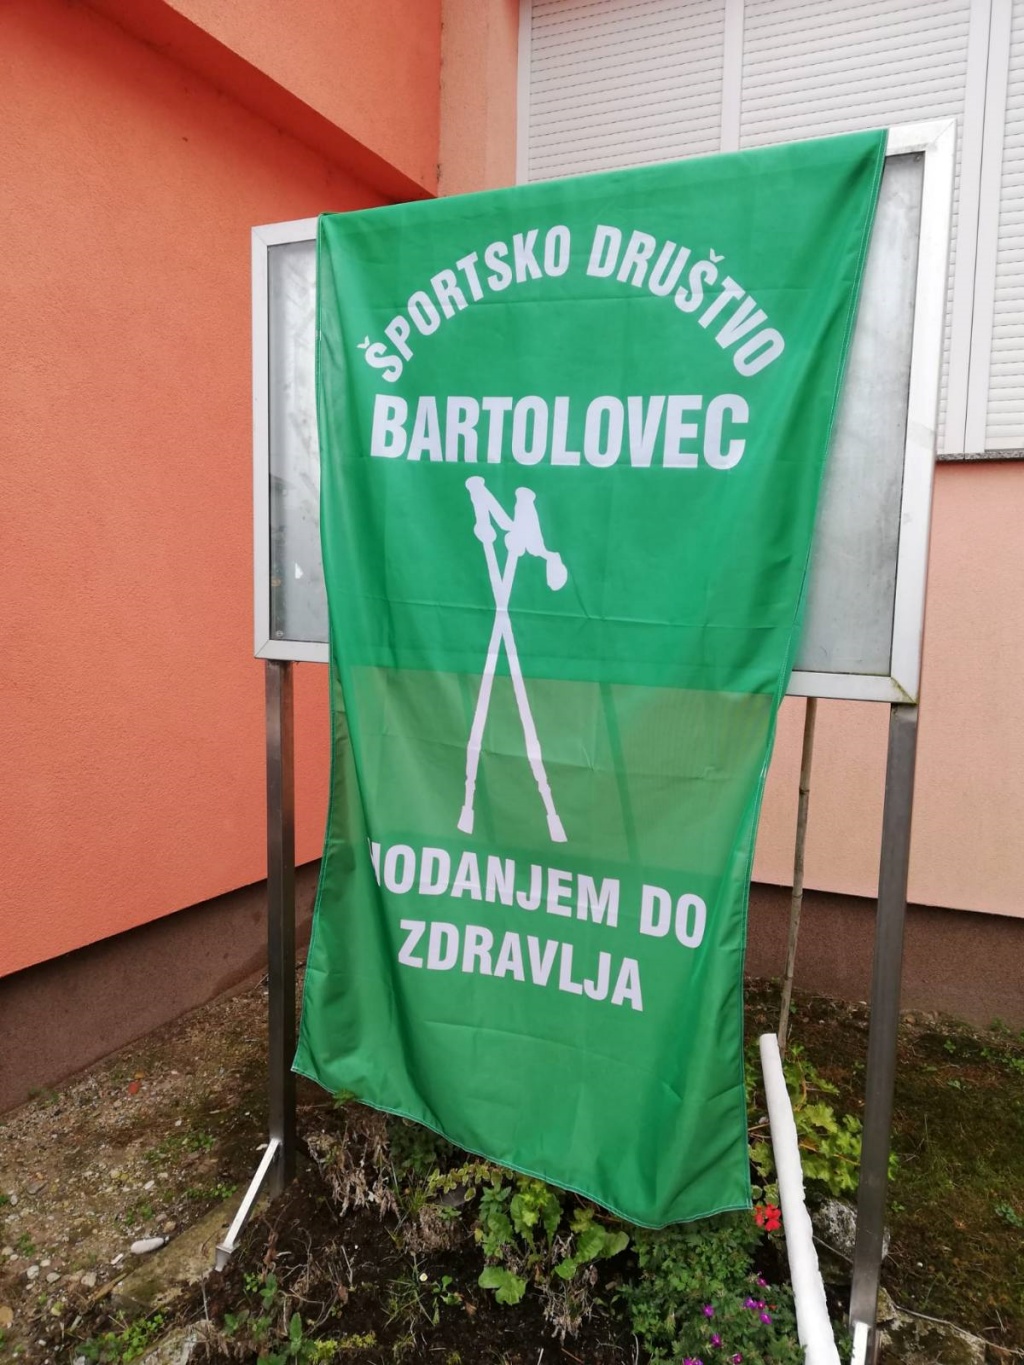 ŠPORTSKO DRUŠTVO
BARTOLOVEC
HODANJEM DO
ZDRAVLJA